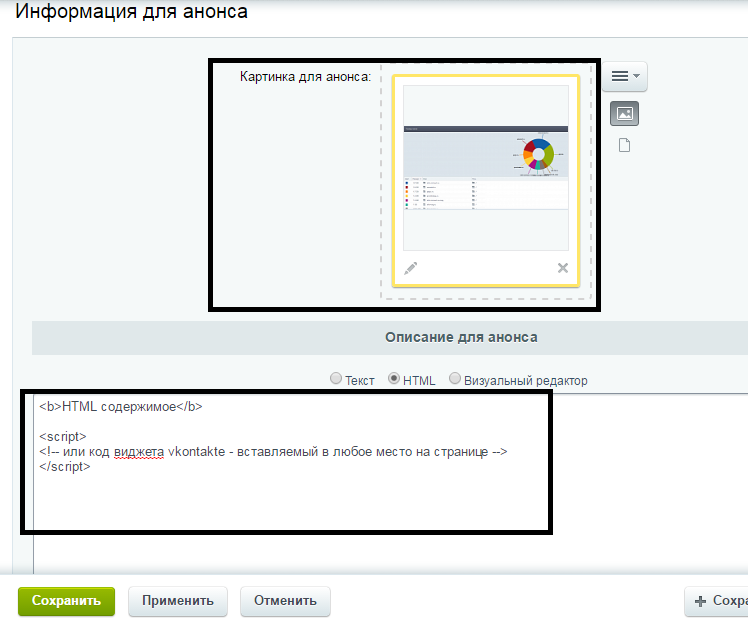 Информация для анонса
Картинка для анонса:
Описание для анонса
Текст HTML Визуальный редактор
<b>HTML содержимое</b>
<script>
<!-- или код виджета vkontakte - вставляемый в любое место на странице -->
</script>
Сохранить Применить Отменить + Сохра